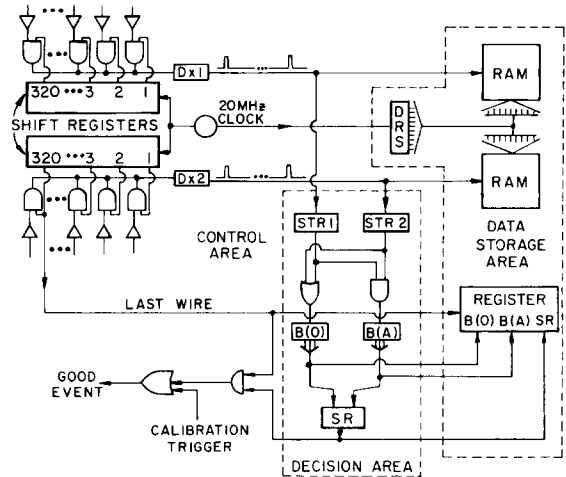 320 ••• 3 2 1
SHIFT REGISTERS
320 ••• 3 2 1
Dx1
20MHz
CLOCK
Dx2
DRS
RAM
RAM
DATA
STORAGE
AREA
CONTROL
AREA
STR1
STR2
LAST WIRE
B(O)
B(A)
REGISTER
B(O) B(A) SR
GOOD
EVENT
CALIBRATION
TRIGGER
SR
DECISION AREA